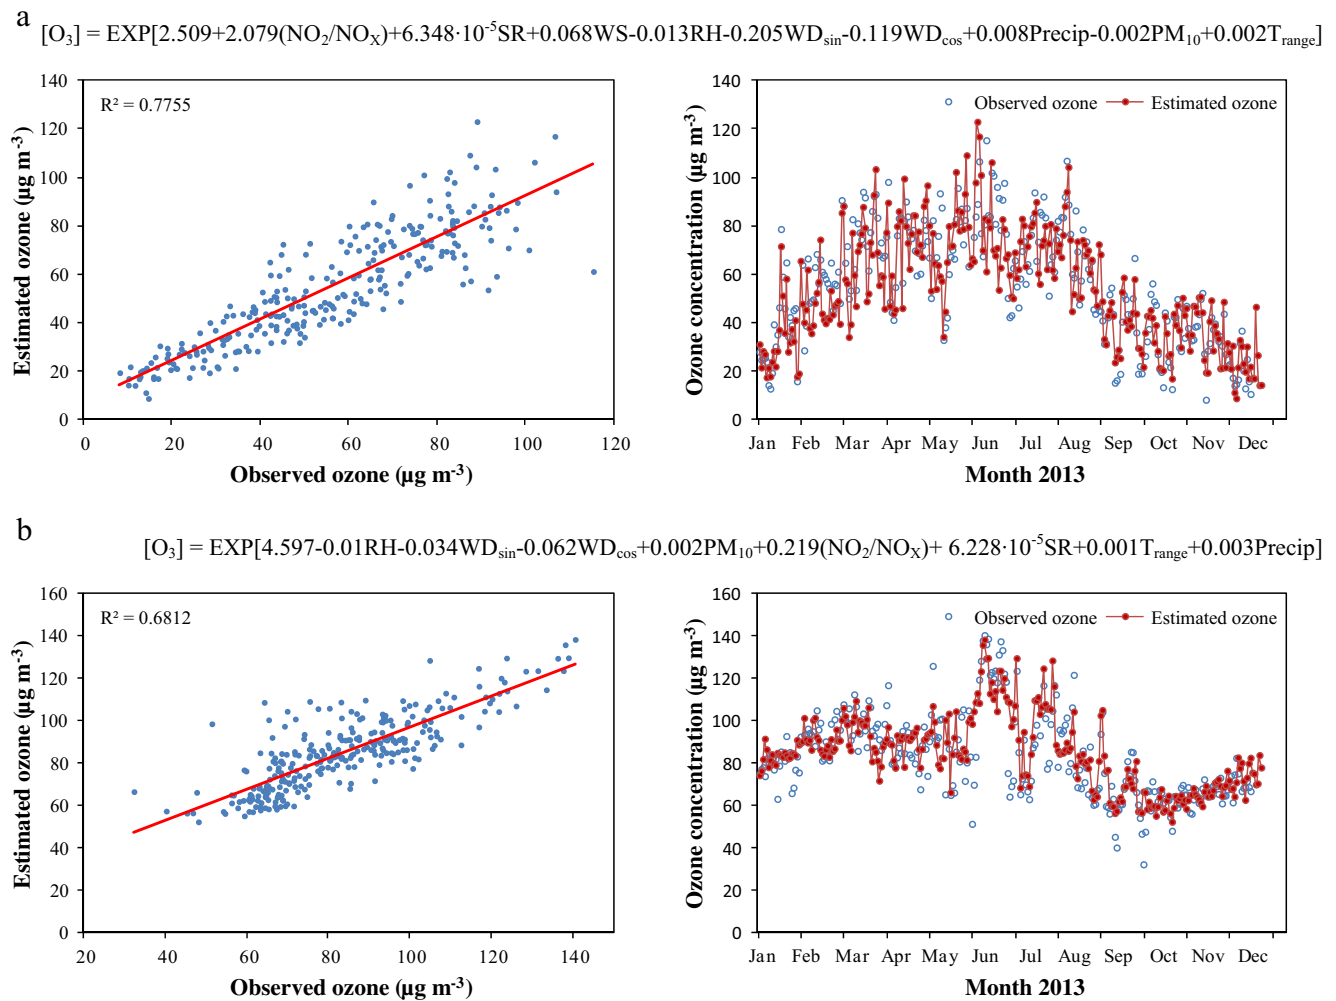 a
[O₃] = EXP[2.509+2.079(NO₂/NOₓ)+6.348·10⁻⁵SR+0.068WS-0.013RH-0.205WD_sin-0.119WD_cos+0.008Precip-0.002PM₁₀+0.002T_range]
140
120
100
80
60
40
20
0
Estimated ozone (µg m⁻³)
R² = 0.7755
0 20 40 60 80 100 120
Observed ozone (µg m⁻³)
140
120
100
80
60
40
20
0
Ozone concentration (µg m⁻³)
Observed ozone Estimated ozone
Jan Feb Mar Apr May Jun Jul Aug Sep Oct Nov Dec
Month 2013
b
[O₃] = EXP[4.597-0.01RH-0.034WD_sin-0.062WD_cos+0.002PM₁₀+0.219(NO₂/NOₓ)+ 6.228·10⁻⁵SR+0.001T_range+0.003Precip]
160
140
120
100
80
60
40
20
0
Estimated ozone (µg m⁻³)
R² = 0.6812
20 40 60 80 100 120 140
Observed ozone (µg m⁻³)
160
140
120
100
80
60
40
20
0
Ozone concentration (µg m⁻³)
Observed ozone Estimated ozone
Jan Feb Mar Apr May Jun Jul Aug Sep Oct Nov Dec
Month 2013